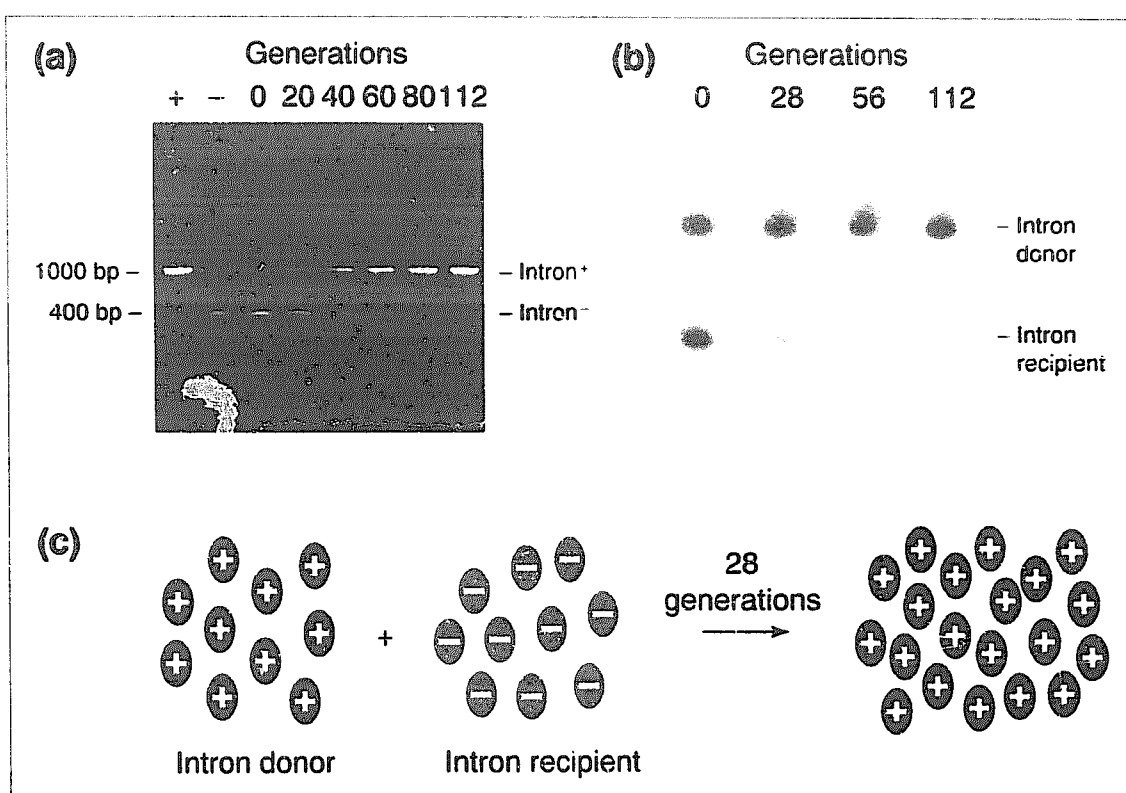 (a)
Generations
+ – 0 20 40 60 80 112
1000 bp –
– Intron+
400 bp –
– Intron–
(b)
Generations
0 28 56 112
– Intron
donor
– Intron
recipient
(c)
28
generations
+
Intron donor
Intron recipient